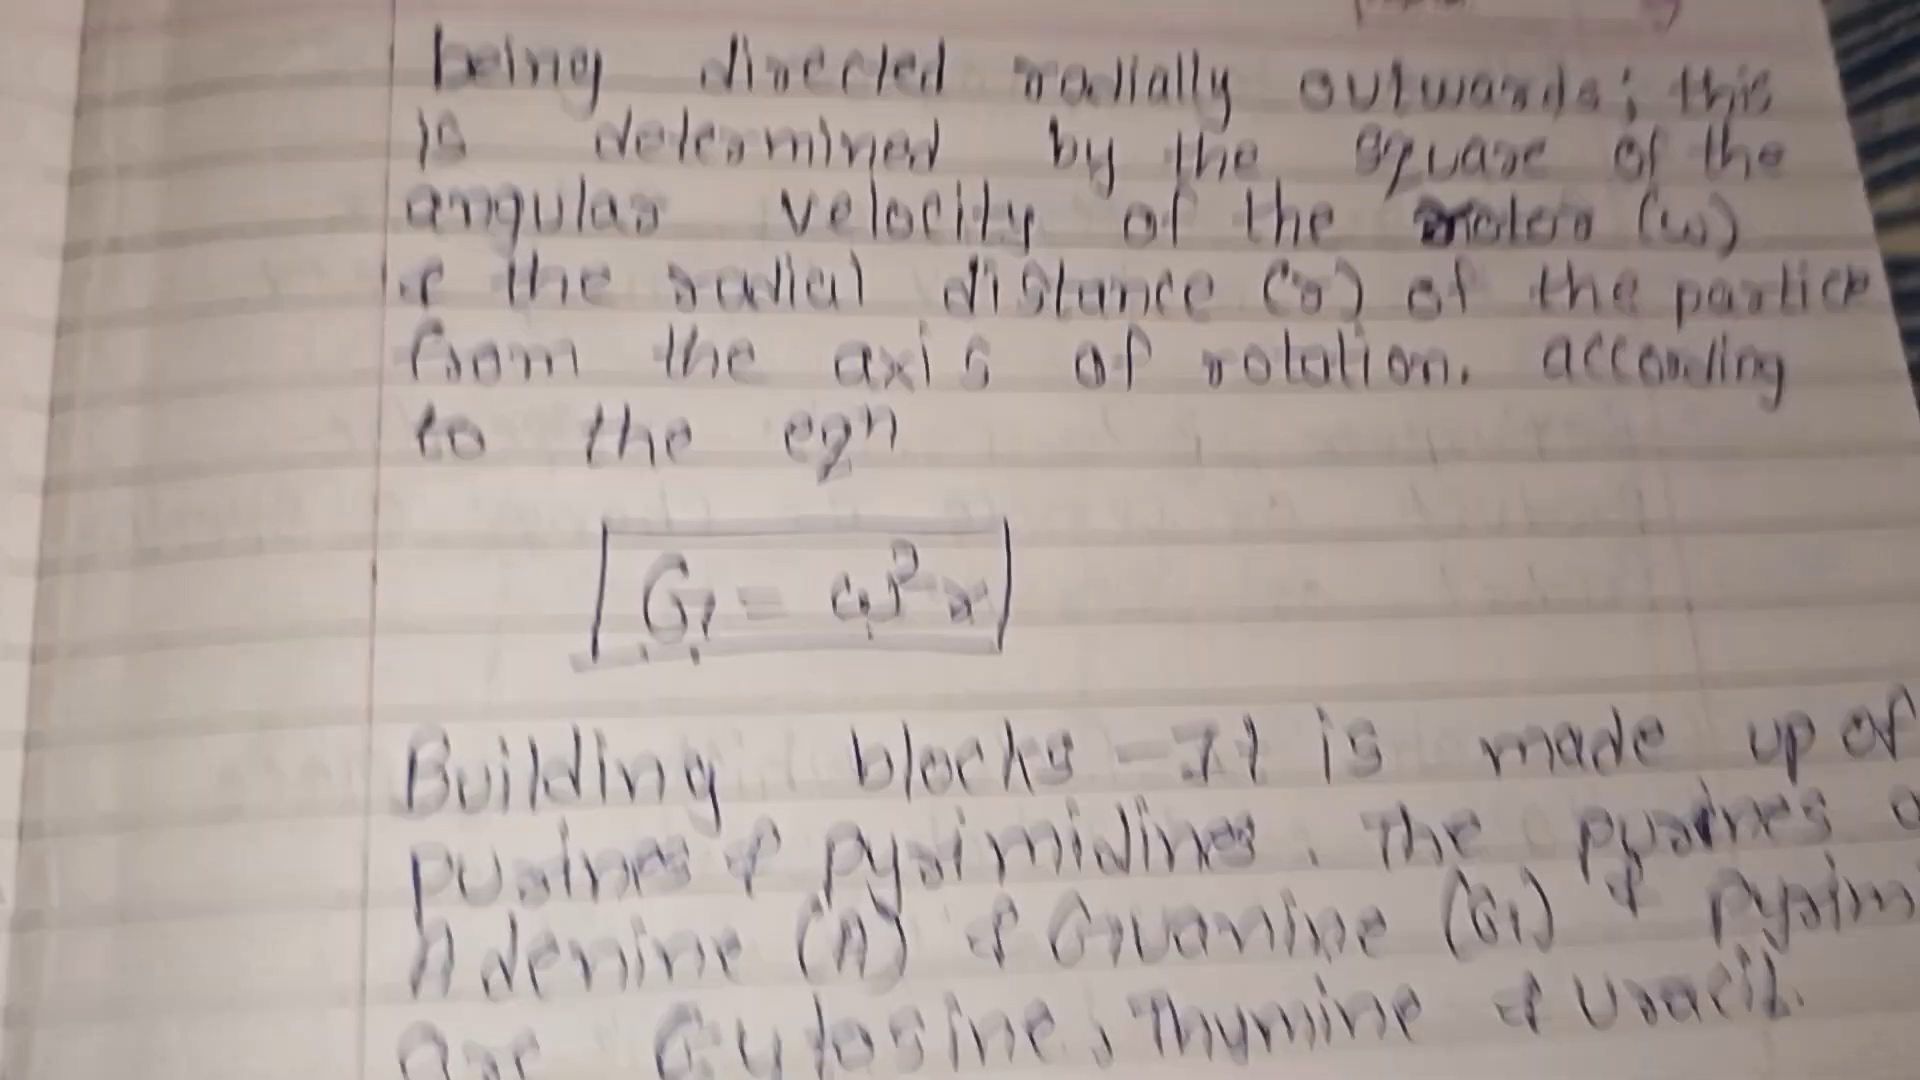 being directed radially outwards; this
is determined by the square of the
angular velocity of the rotor (ω)
& the radial distance (r) of the particle
from the axis of rotation. according
to the eqn
G = ω²r
Building blocks - It is made up of
purines & pyrimidines. The purines
Adenine (A) & Guanine (G) & pyrim
are Cytosine, Thymine & Uracil.